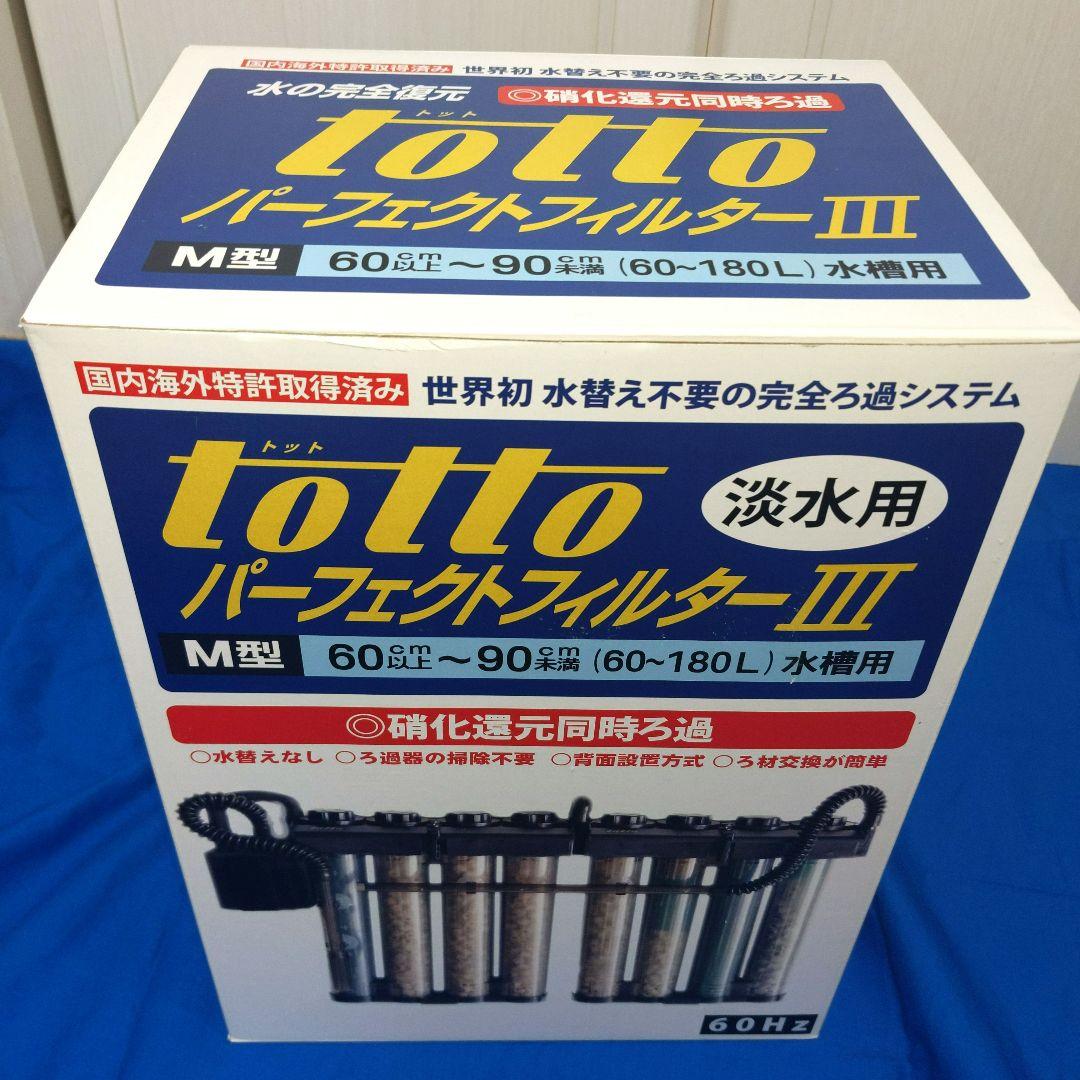 国内海外特許取得済み 世界初 水替え不要の完全ろ過システム
水の完全復元 ◎硝化還元同時ろ過
トット
totto
パーフェクトフィルターIII
M型 60cm以上～90cm未満(60~180L)水槽用
国内海外特許取得済み 世界初 水替え不要の完全ろ過システム
トット
totto 淡水用
パーフェクトフィルターIII
M型 60cm以上～90cm未満(60~180L)水槽用
◎硝化還元同時ろ過
○水替えなし ○ろ過器の掃除不要 ○背面設置方式 ○ろ材交換が簡単
60Hz